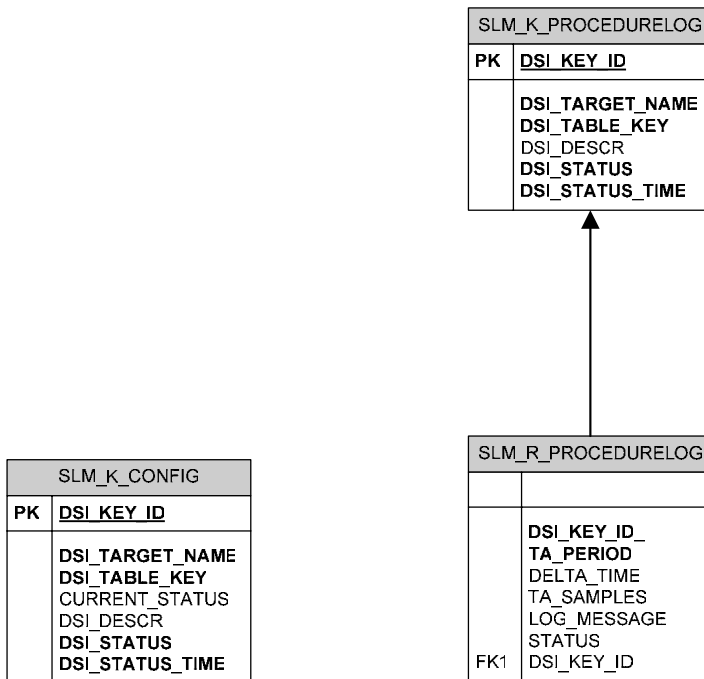 SLM_K_PROCEDURELOG
PK DSI_KEY_ID
DSI_TARGET_NAME
DSI_TABLE_KEY
DSI_DESCR
DSI_STATUS
DSI_STATUS_TIME
SLM_K_CONFIG
PK DSI_KEY_ID
DSI_TARGET_NAME
DSI_TABLE_KEY
CURRENT_STATUS
DSI_DESCR
DSI_STATUS
DSI_STATUS_TIME
SLM_R_PROCEDURELOG
DSI_KEY_ID_
TA_PERIOD
DELTA_TIME
TA_SAMPLES
LOG_MESSAGE
STATUS
FK1 DSI_KEY_ID